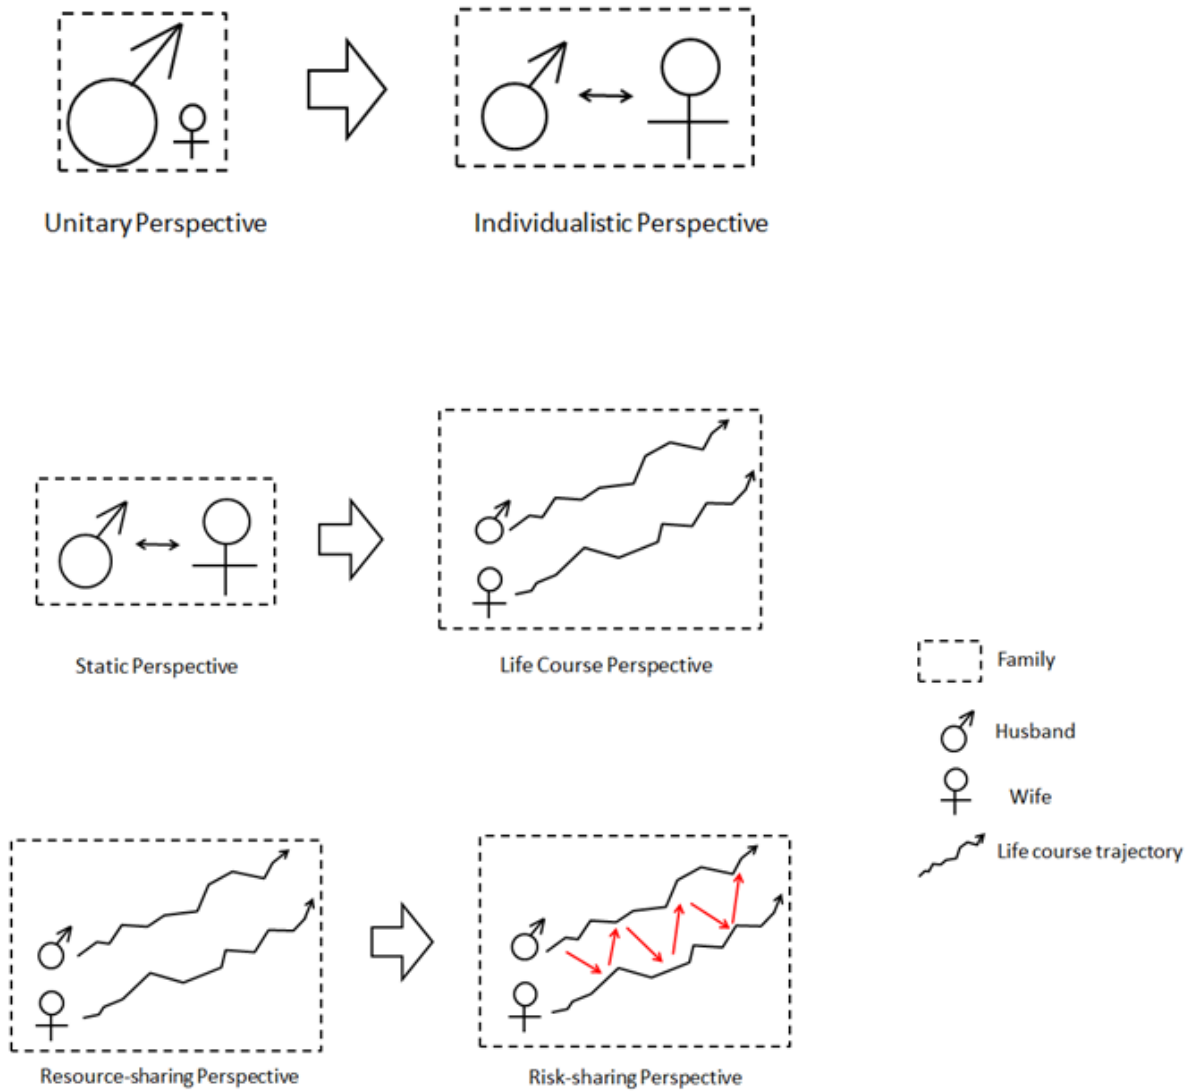 Unitary Perspective
Individualistic Perspective
Static Perspective
Life Course Perspective
Family
Husband
Wife
Life course trajectory
Resource-sharing Perspective
Risk-sharing Perspective